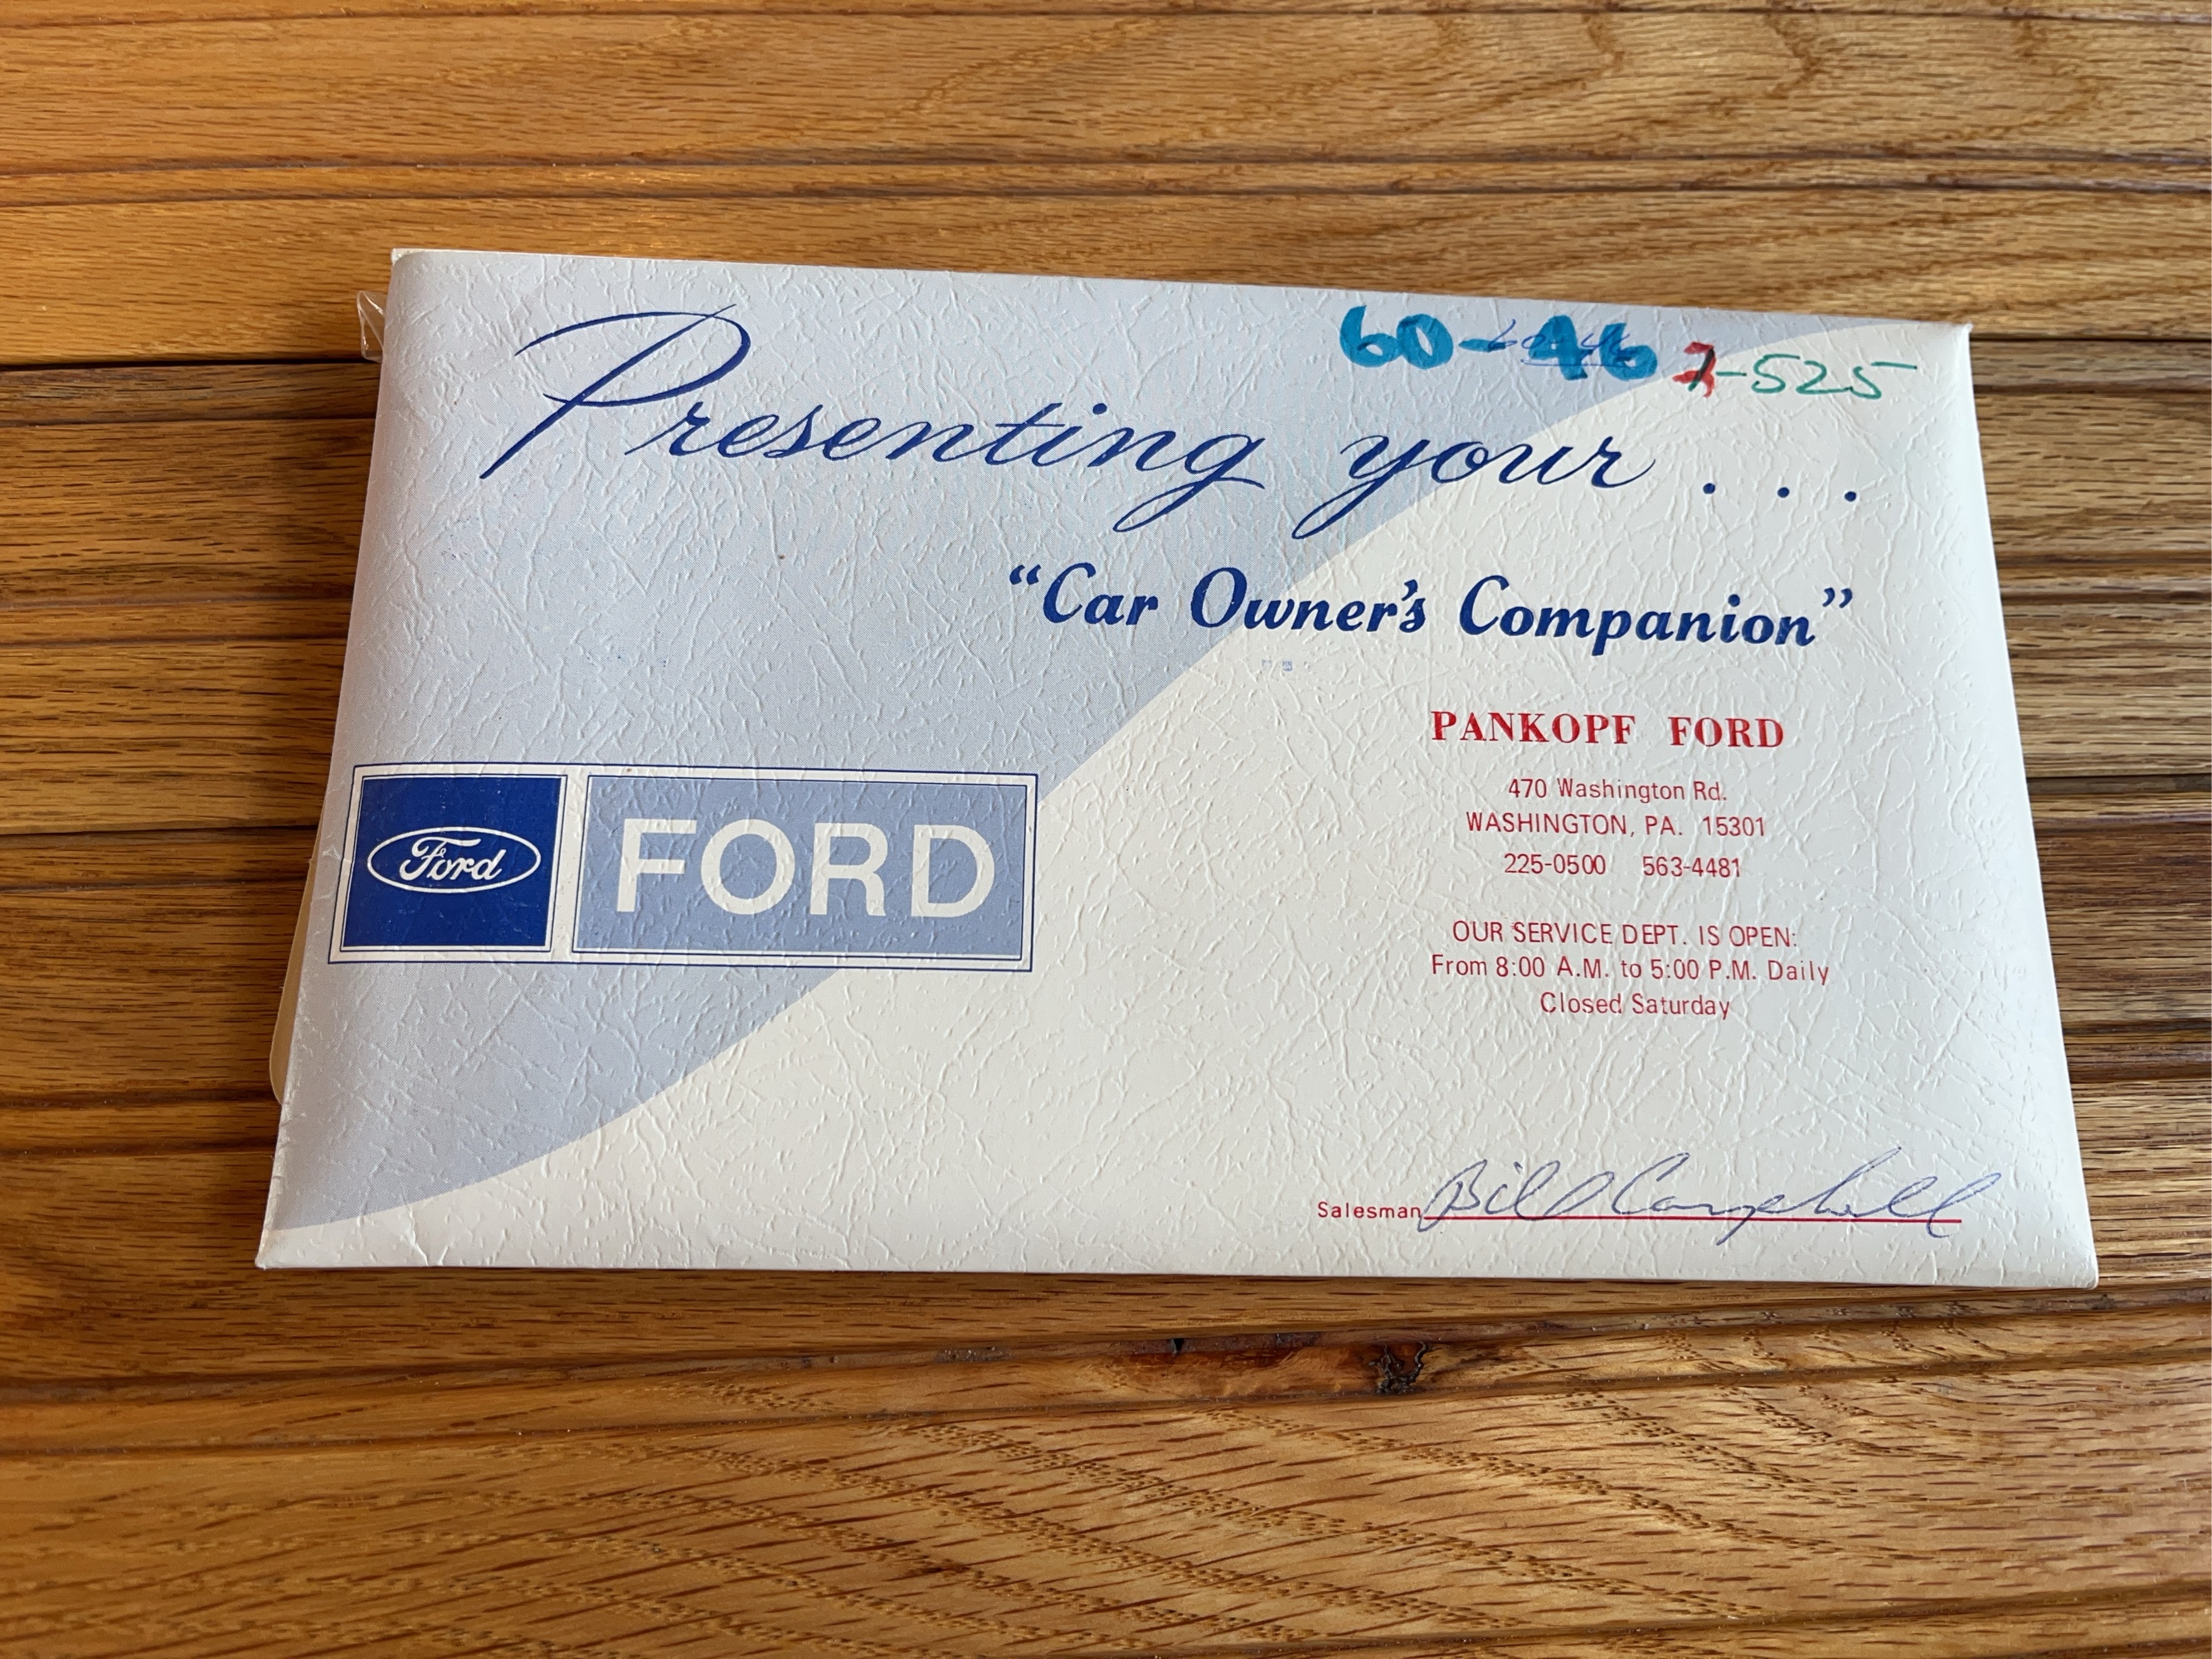 60-46 7-525
Presenting your . . .
“Car Owner's Companion”
PANKOPF FORD
470 Washington Rd.
WASHINGTON, PA. 15301
225-0500 563-4481
Ford FORD
OUR SERVICE DEPT. IS OPEN:
From 8:00 A.M. to 5:00 P.M. Daily
Closed Saturday
Salesman Bill Campbell